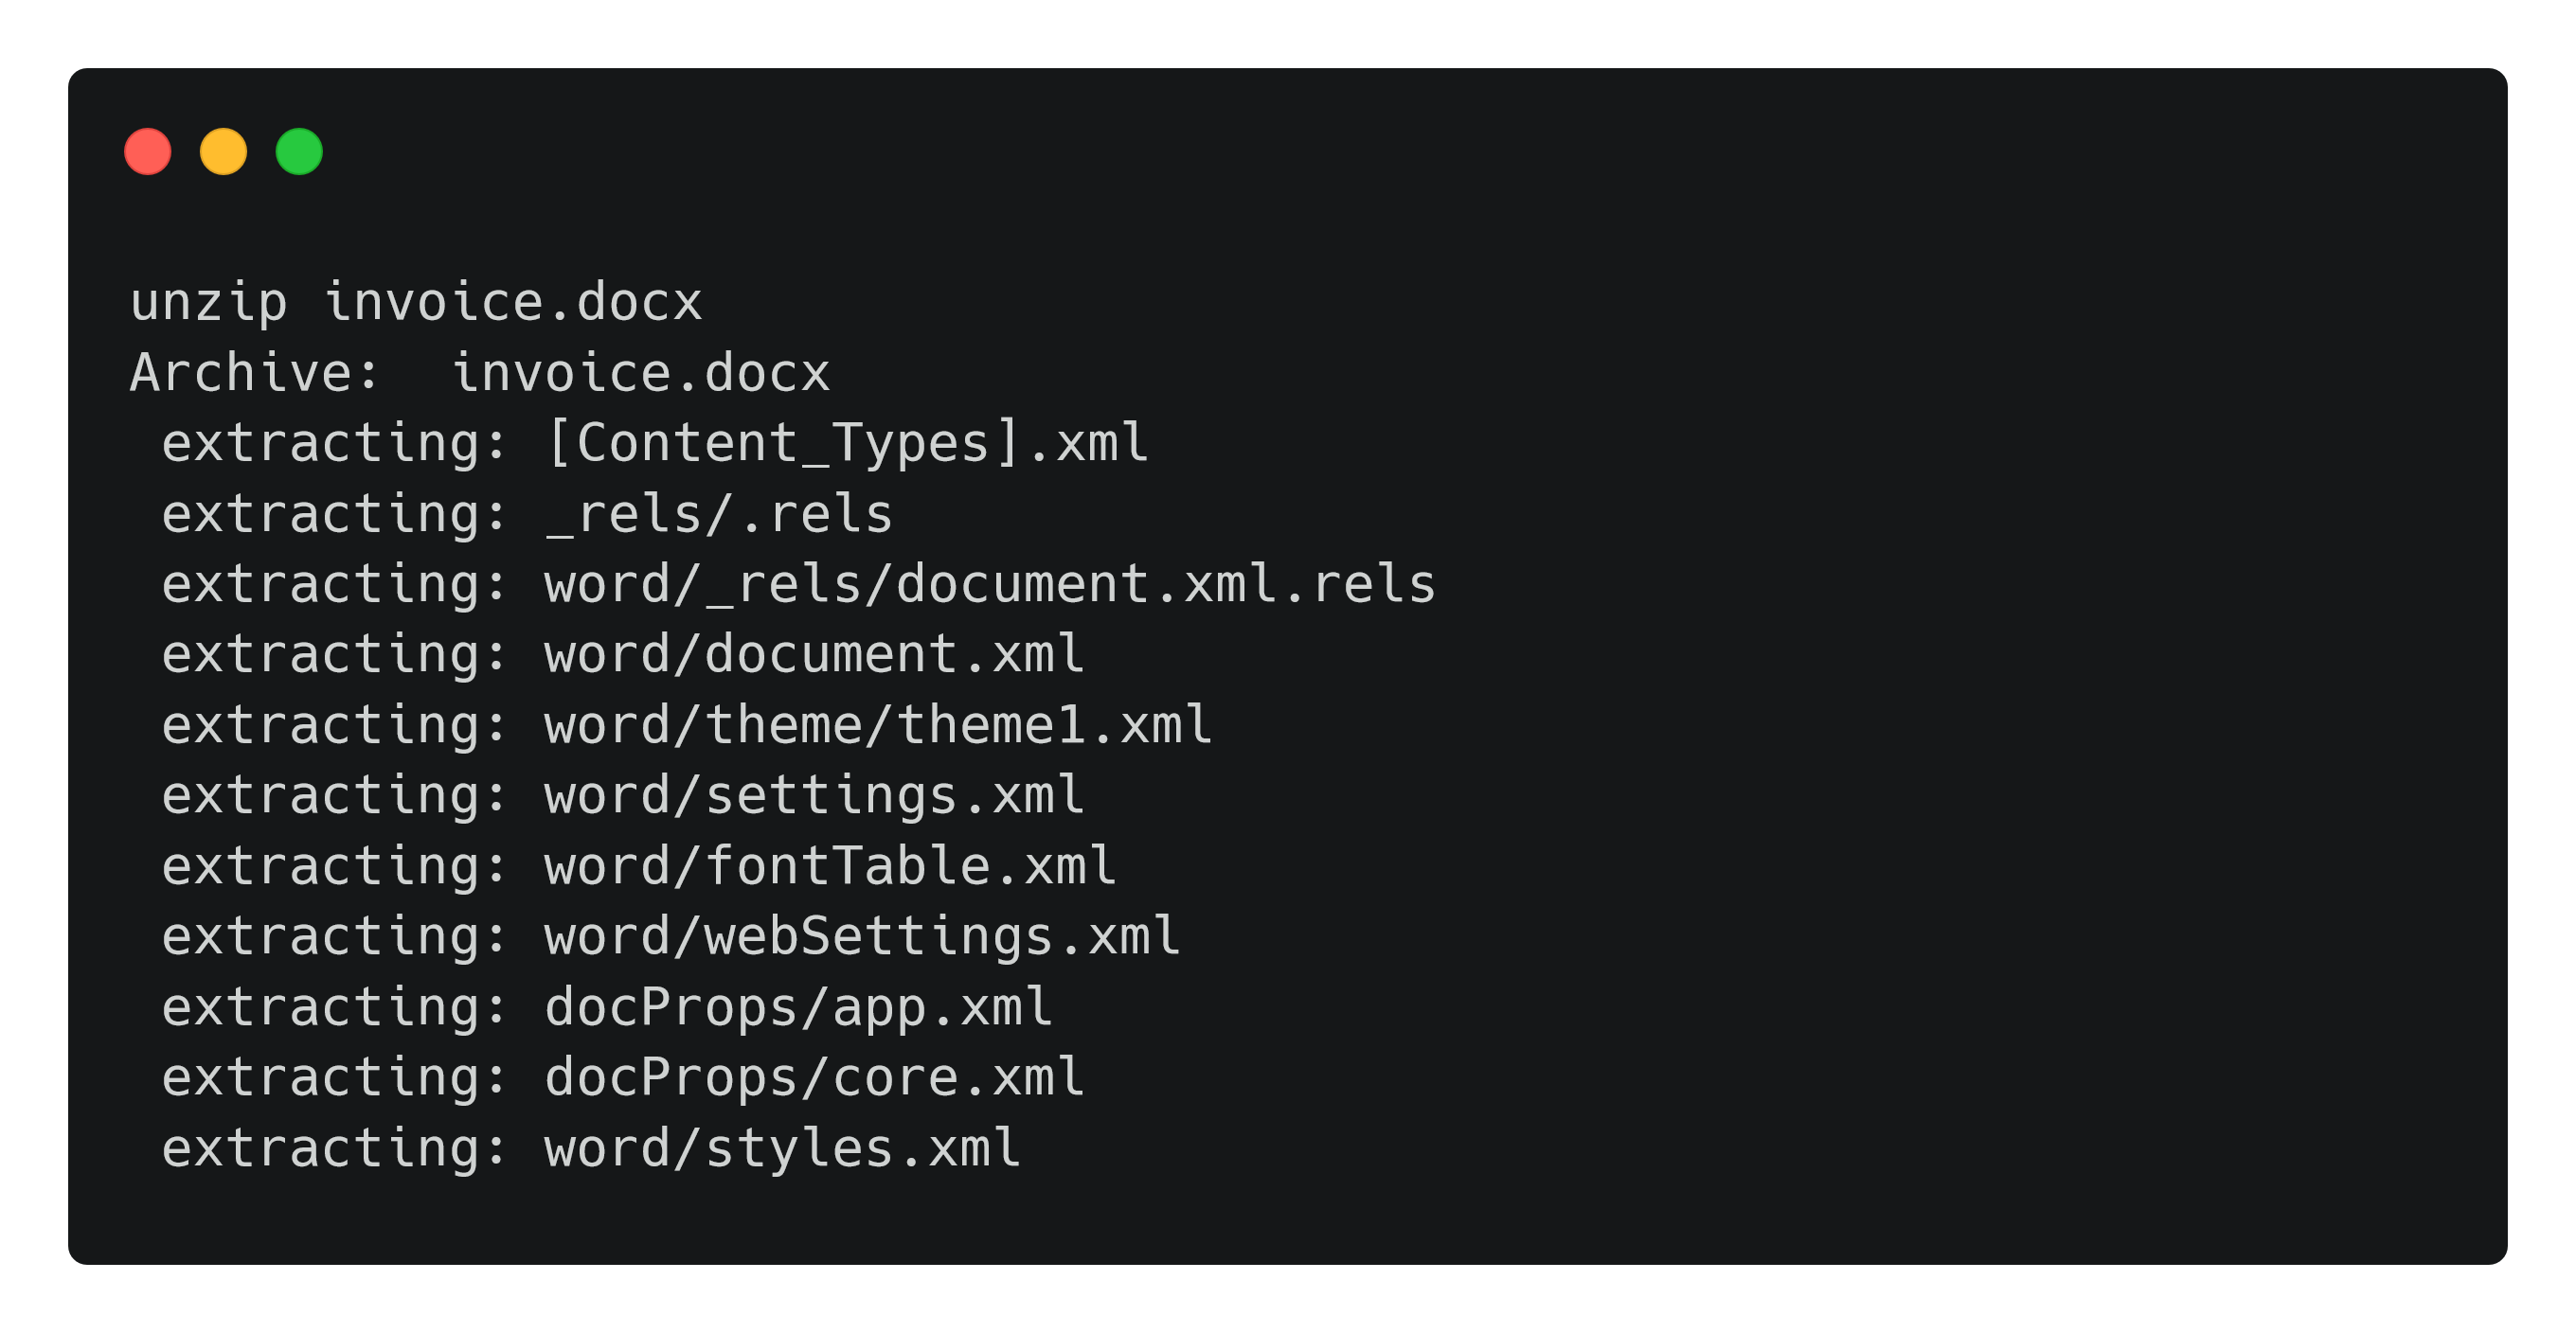 unzip invoice.docx
Archive:  invoice.docx
 extracting: [Content_Types].xml
 extracting: _rels/.rels
 extracting: word/_rels/document.xml.rels
 extracting: word/document.xml
 extracting: word/theme/theme1.xml
 extracting: word/settings.xml
 extracting: word/fontTable.xml
 extracting: word/webSettings.xml
 extracting: docProps/app.xml
 extracting: docProps/core.xml
 extracting: word/styles.xml